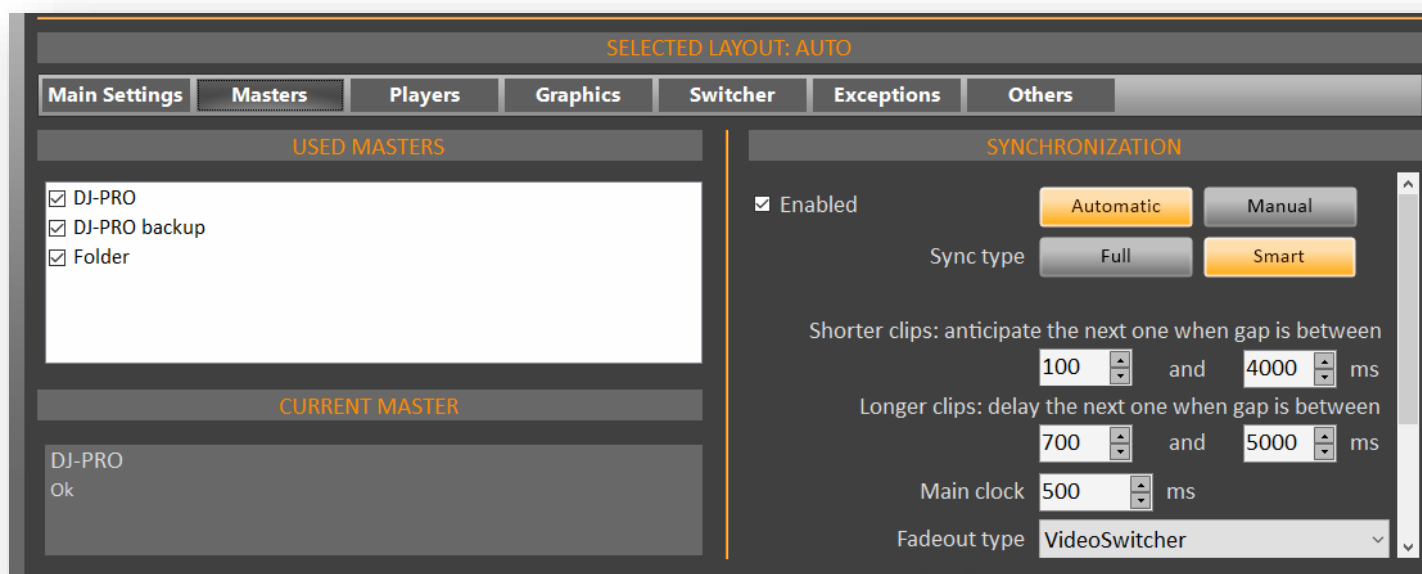 SELECTED LAYOUT: AUTO
Main Settings Masters Players Graphics Switcher Exceptions Others
USED MASTERS
DJ-PRO
DJ-PRO backup
Folder
CURRENT MASTER
DJ-PRO
Ok
SYNCHRONIZATION
Enabled Automatic Manual
Sync type Full Smart
Shorter clips: anticipate the next one when gap is between
100 and 4000 ms
Longer clips: delay the next one when gap is between
700 and 5000 ms
Main clock 500 ms
Fadeout type VideoSwitcher